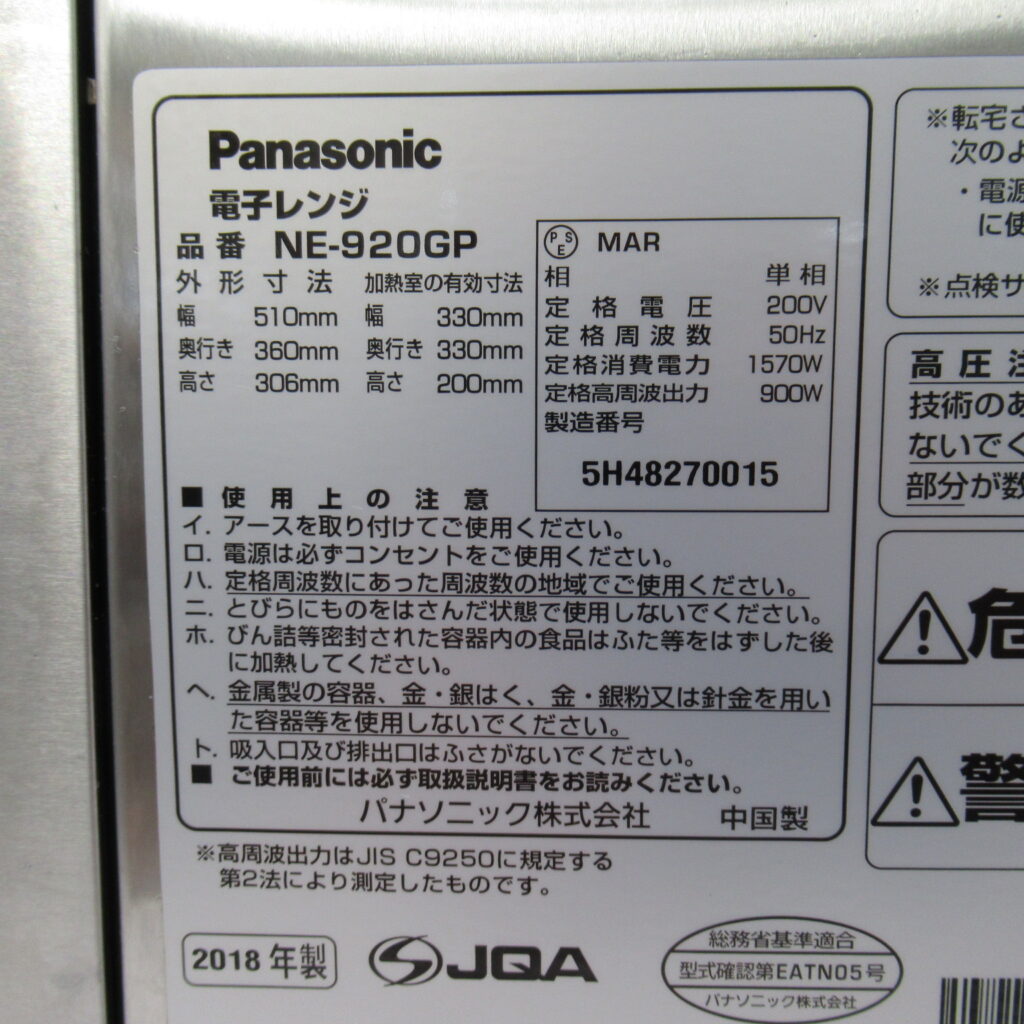 Panasonic
電子レンジ
品番 NE-920GP
外形寸法 加熱室の有効寸法
幅 510mm 幅 330mm
奥行き 360mm 奥行き 330mm
高さ 306mm 高さ 200mm
PSE MAR
相 単相
定格電圧 200V
定格周波数 50Hz
定格消費電力 1570W
定格高周波出力 900W
製造番号
5H48270015
■ 使用上の注意
イ. アースを取り付けてご使用ください。
ロ. 電源は必ずコンセントをご使用ください。
ハ. 定格周波数にあった周波数の地域でご使用ください。
ニ. とびらにものをはさんだ状態で使用しないでください。
ホ. びん詰等密封された容器内の食品はふた等をはずした後
に加熱してください。
ヘ. 金属製の容器、金・銀はく、金・銀粉又は針金を用い
た容器等を使用しないでください。
ト. 吸入口及び排出口はふさがないでください。
■ ご使用前には必ず取扱説明書をお読みください。
パナソニック株式会社 中国製
※高周波出力はJIS C9250に規定する
第2法により測定したものです。
2018年製
JQA
総務省基準適合
型式確認第EATN05号
パナソニック株式会社
※転宅さ
次のよ
・電源
に使
※点検サ
高圧注
技術のあ
ないでく
部分が数
危
警